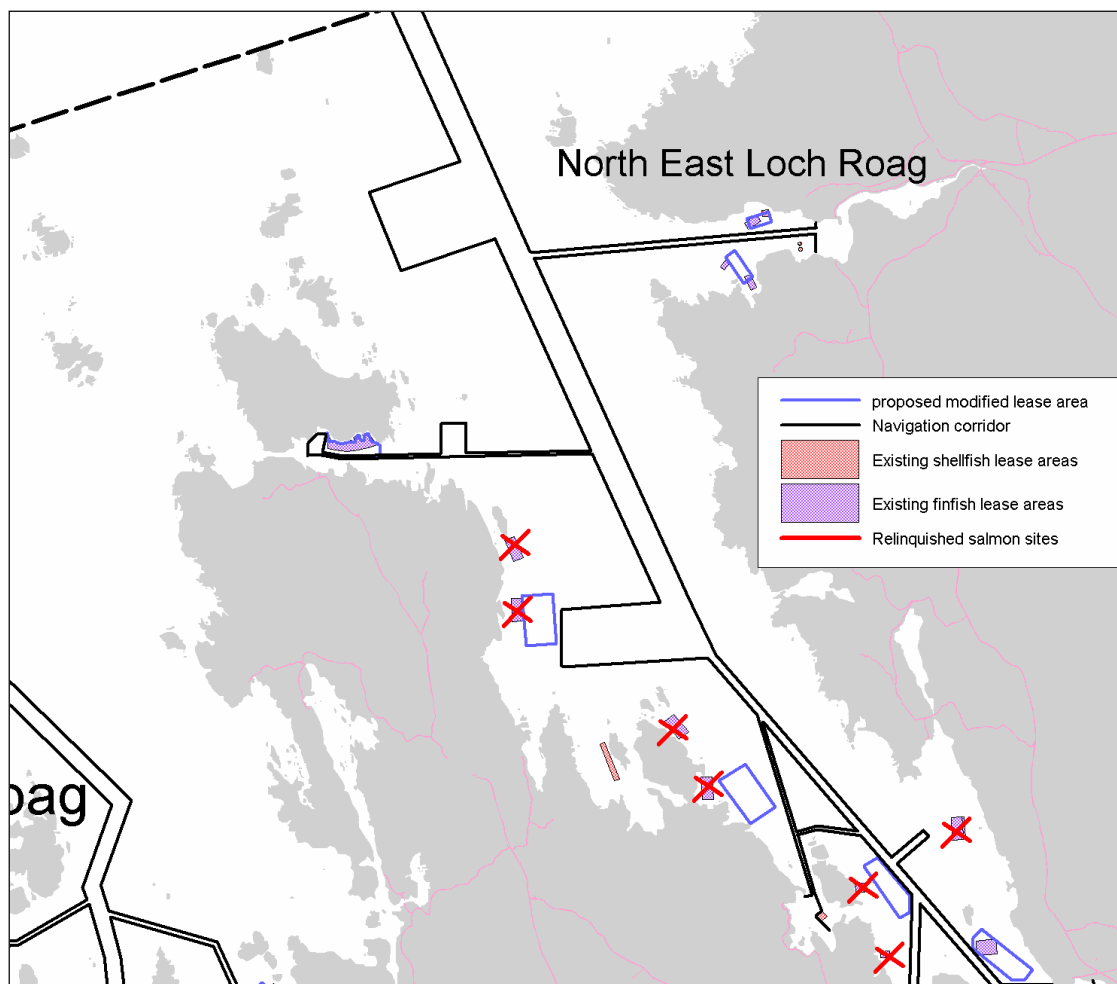 North East Loch Roag
proposed modified lease area
Navigation corridor
Existing shellfish lease areas
Existing finfish lease areas
Relinquished salmon sites
oag